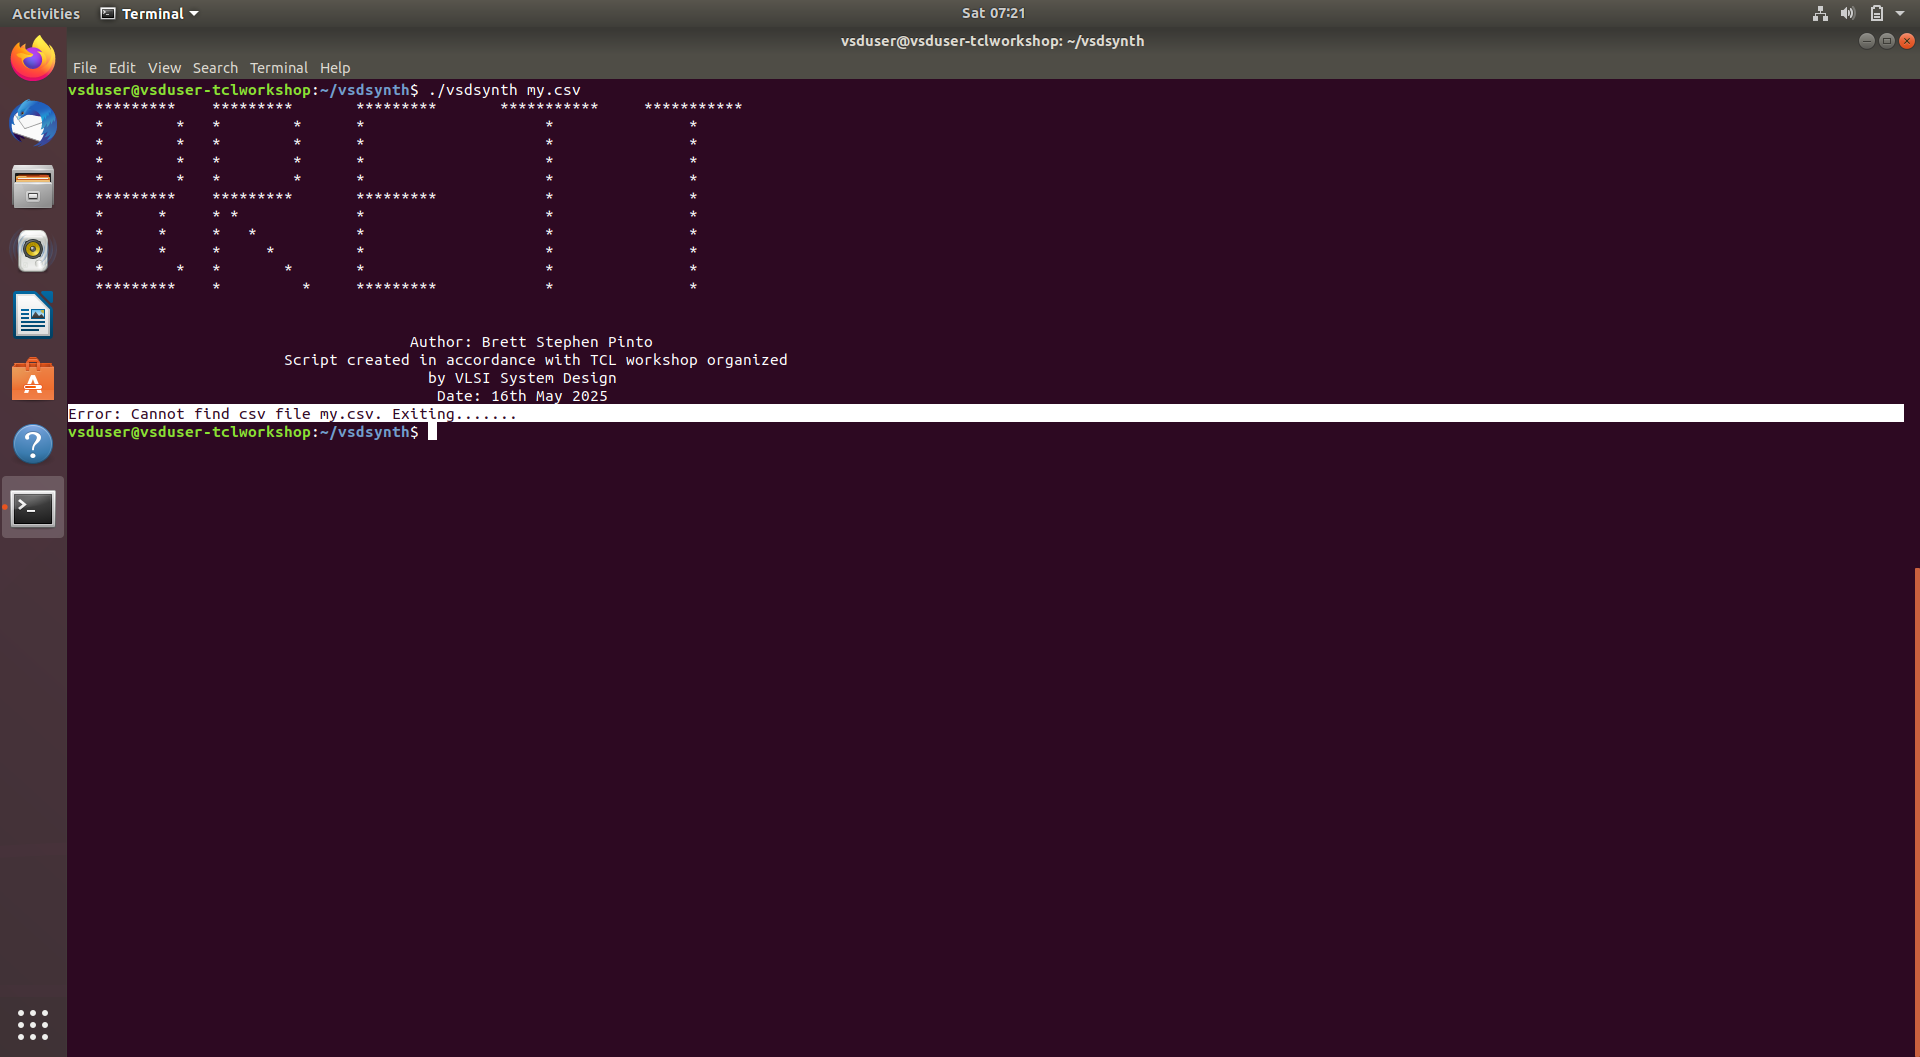 Activities Terminal Sat 07:21
vsduser@vsduser-tclworkshop: ~/vsdsynth
File Edit View Search Terminal Help
vsduser@vsduser-tclworkshop:~/vsdsynth$ ./vsdsynth my.csv
   *********    *********       *********       ***********     ***********
   *        *   *        *      *                    *               *
   *        *   *        *      *                    *               *
   *        *   *        *      *                    *               *
   *        *   *        *      *                    *               *
   *********    *********       *********            *               *
   *      *     * *             *                    *               *
   *      *     *   *           *                    *               *
   *      *     *     *         *                    *               *
   *        *   *       *       *                    *               *
   *********    *         *     *********            *               *
Author: Brett Stephen Pinto
Script created in accordance with TCL workshop organized
by VLSI System Design
Date: 16th May 2025
Error: Cannot find csv file my.csv. Exiting.......
vsduser@vsduser-tclworkshop:~/vsdsynth$